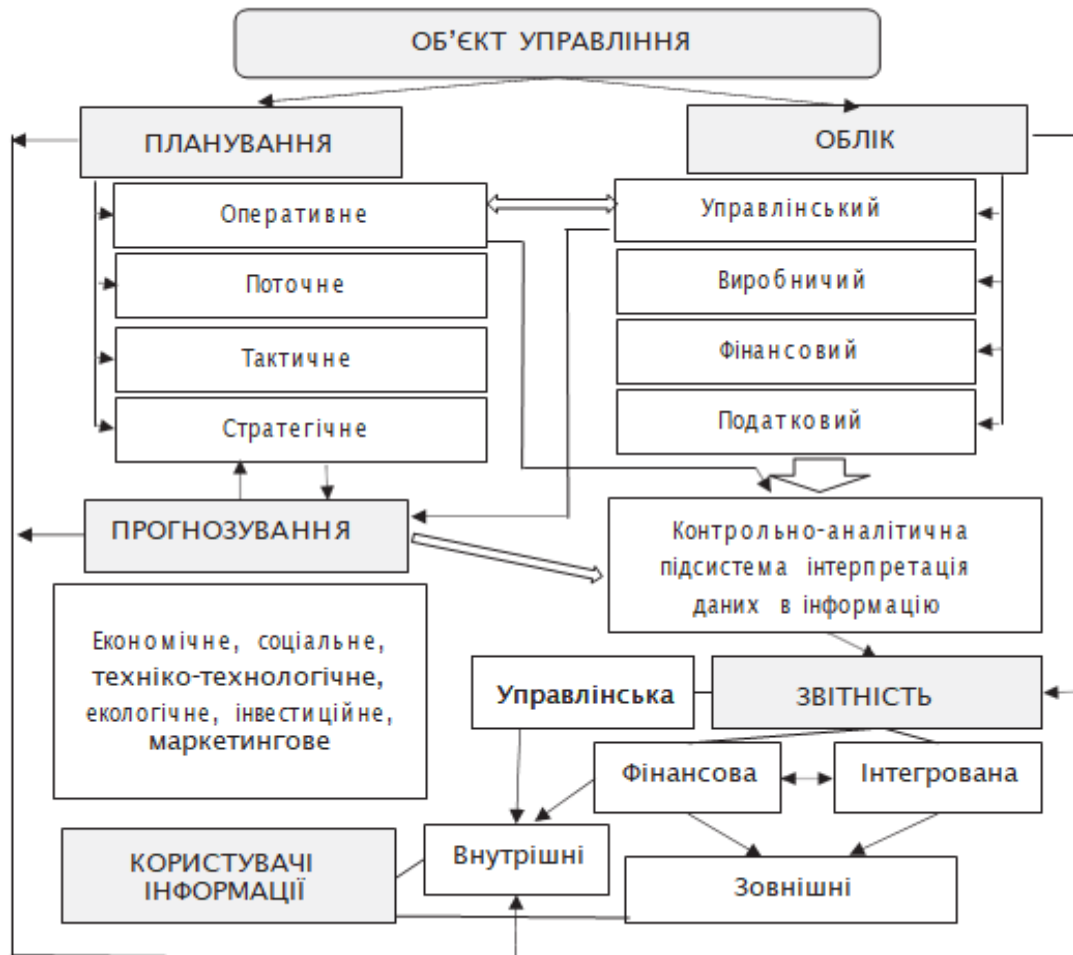 ОБ’ЄКТ УПРАВЛІННЯ
ПЛАНУВАННЯ
ОБЛІК
Оперативне
Управлінський
Поточне
Виробничий
Тактичне
Фінансовий
Стратегічне
Податковий
ПРОГНОЗУВАННЯ
Контрольно-аналітична
підсистема інтерпретація
даних в інформацію
Економічне, соціальне,
техніко-технологічне,
екологічне, інвестиційне,
маркетингове
Управлінська
ЗВІТНІСТЬ
Фінансова
Інтегрована
КОРИСТУВАЧІ
ІНФОРМАЦІЇ
Внутрішні
Зовнішні